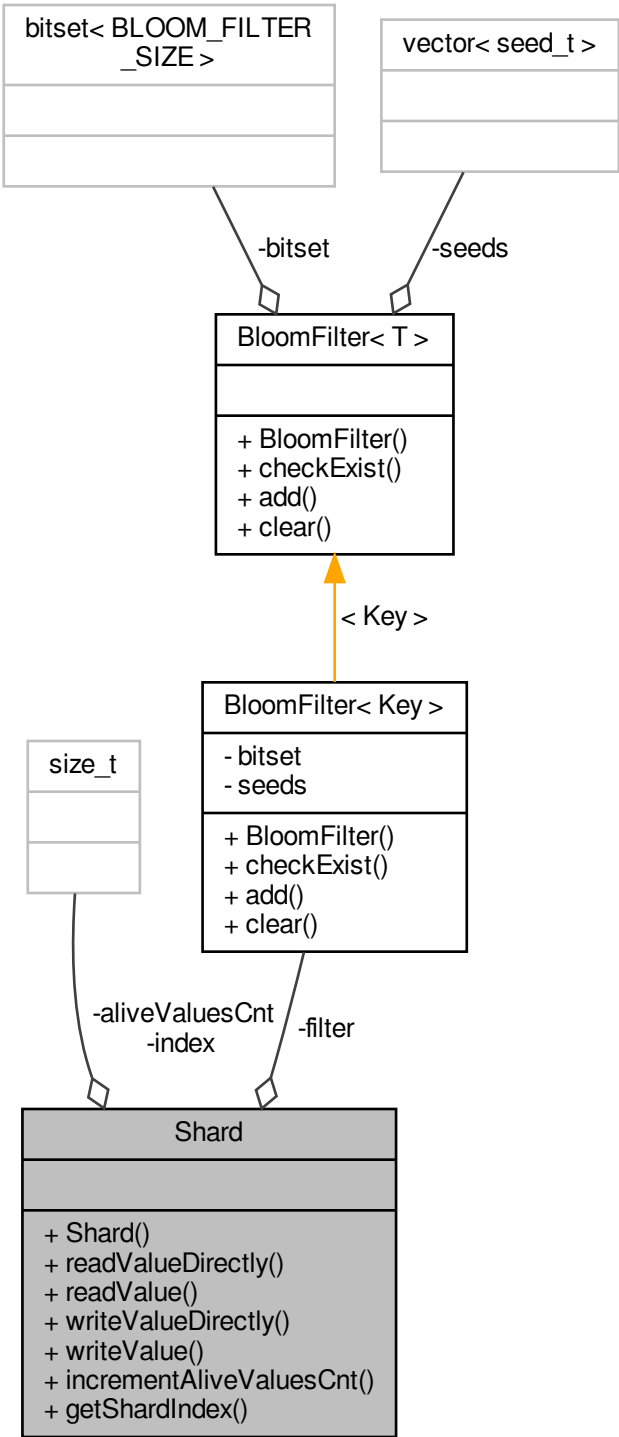 bitset< BLOOM_FILTER
_SIZE >
vector< seed_t >
-bitset
-seeds
BloomFilter< T >
+ BloomFilter()
+ checkExist()
+ add()
+ clear()
< Key >
BloomFilter< Key >
- bitset
- seeds
+ BloomFilter()
+ checkExist()
+ add()
+ clear()
size_t
-aliveValuesCnt
-index
-filter
Shard
+ Shard()
+ readValueDirectly()
+ readValue()
+ writeValueDirectly()
+ writeValue()
+ incrementAliveValuesCnt()
+ getShardIndex()